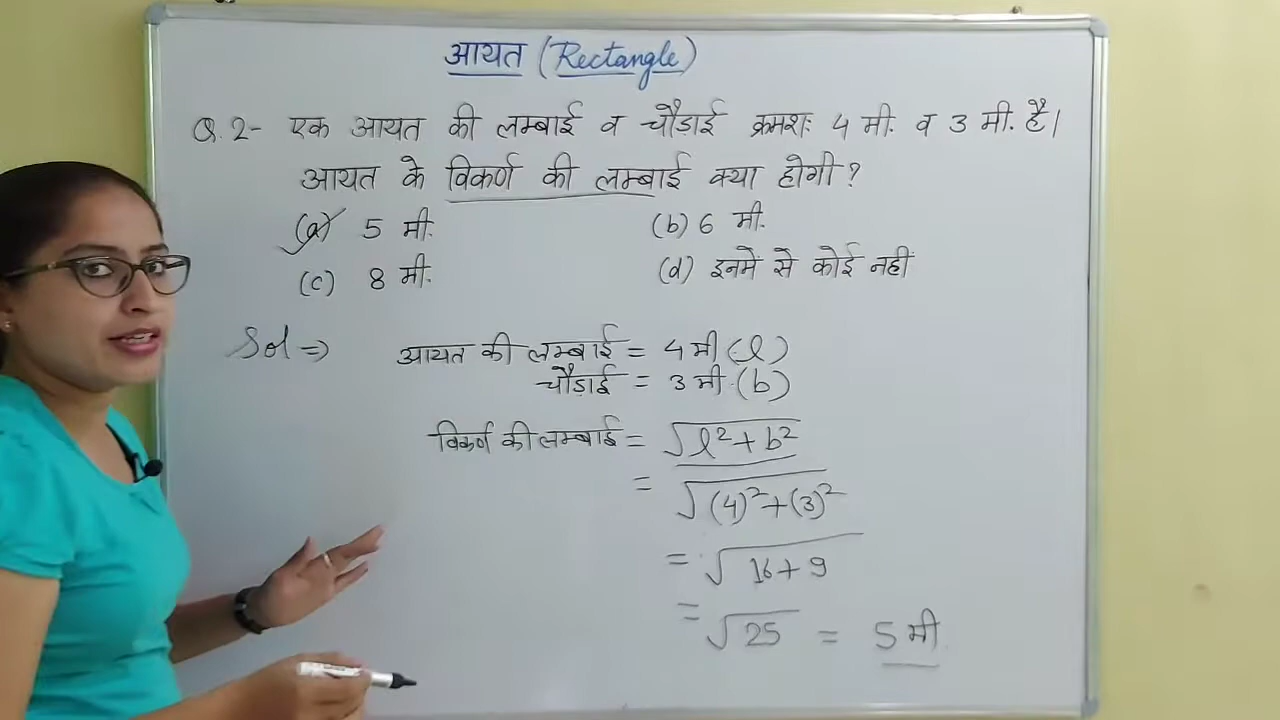 आयत (Rectangle)
Q.2- एक आयत की लम्बाई व चौड़ाई क्रमशः 4 मी. व 3 मी. है।
आयत के विकर्ण की लम्बाई क्या होगी?
(a) 5 मी. (b) 6 मी.
(c) 8 मी. (d) इनमें से कोई नहीं
Sol => आयत की लम्बाई = 4 मी (l)
चौड़ाई = 3 मी. (b)
विकर्ण की लम्बाई = √l²+b²
= √(4)²+(3)²
= √16+9
= √25 = 5 मी.